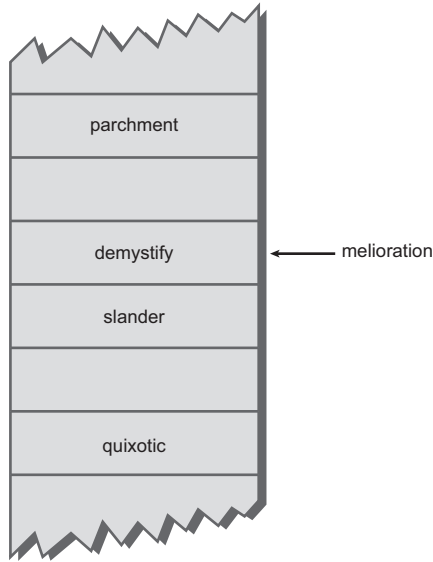 parchment
demystify
melioration
slander
quixotic